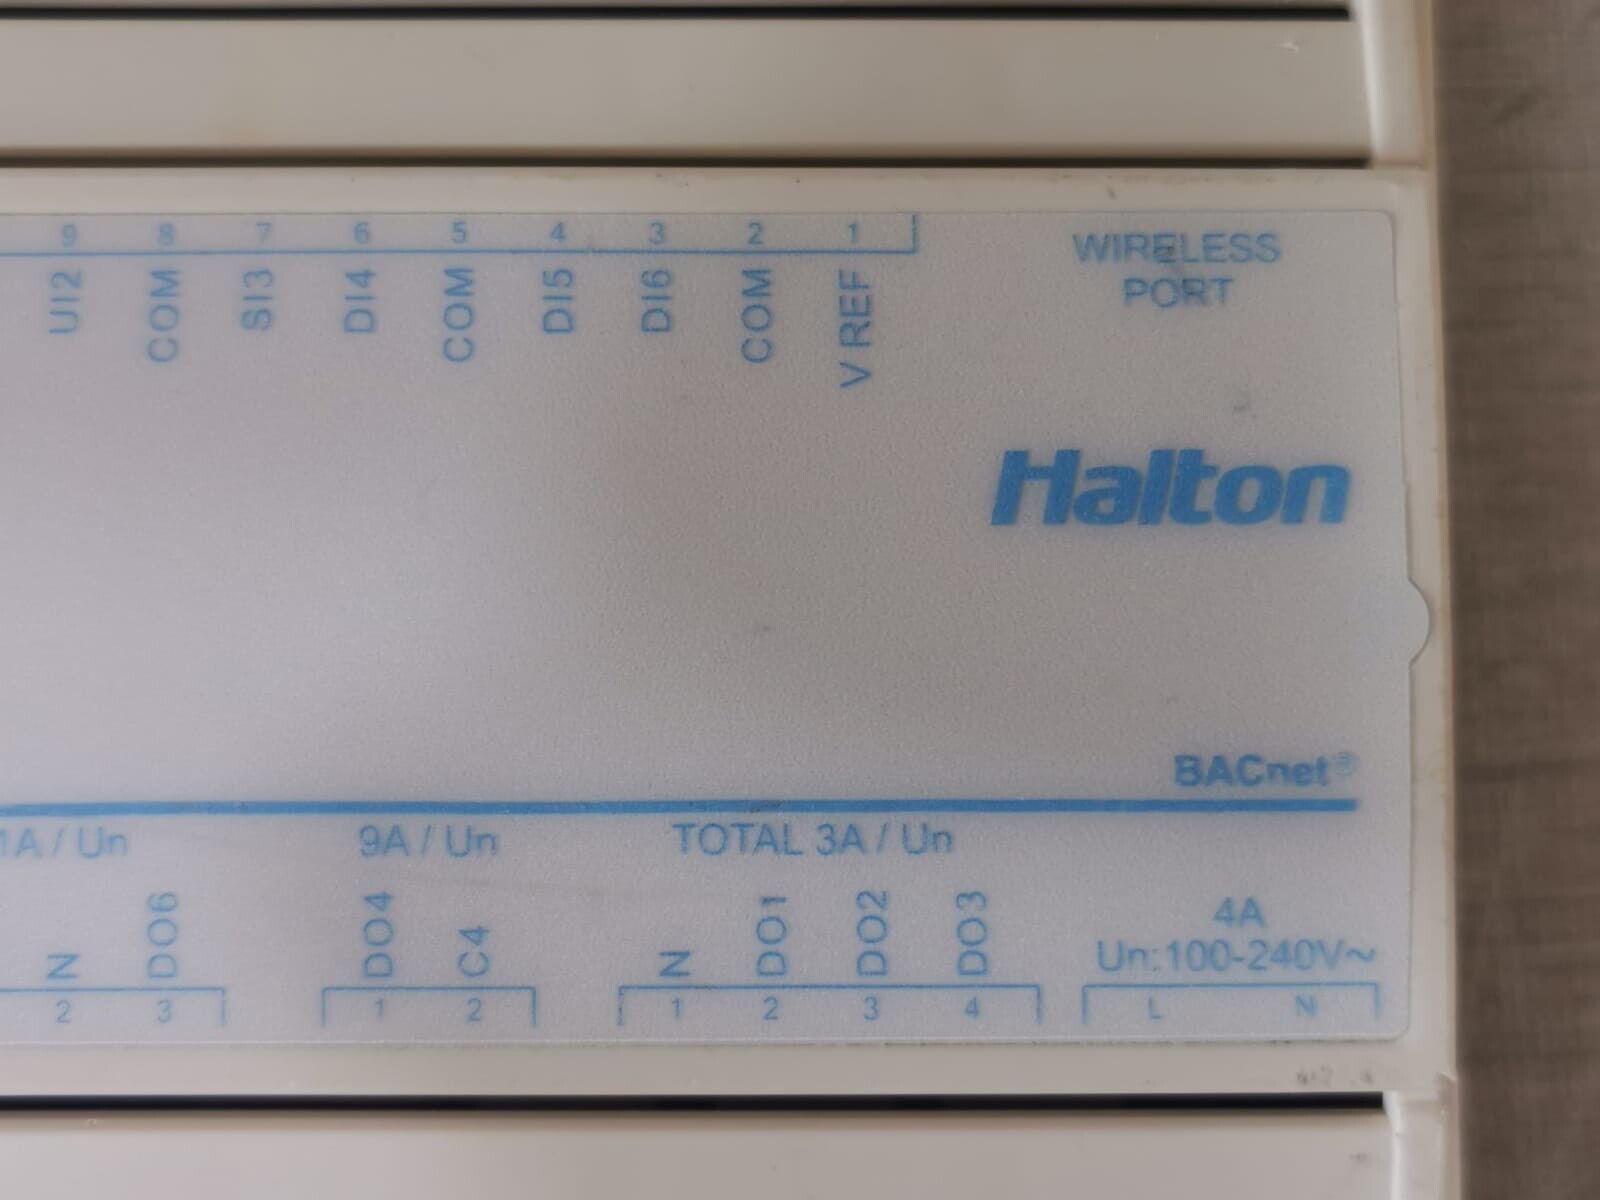 9 8 7 6 5 4 3 2 1
UI2 COM SI3 DI4 COM DI5 DI6 COM V REF
WIRELESS
PORT
Halton
BACnet®
1A / Un 9A / Un TOTAL 3A / Un
4A
Un:100-240V~
N DO6 DO4 C4 N DO1 DO2 DO3
2 3 1 2 1 2 3 4 L N